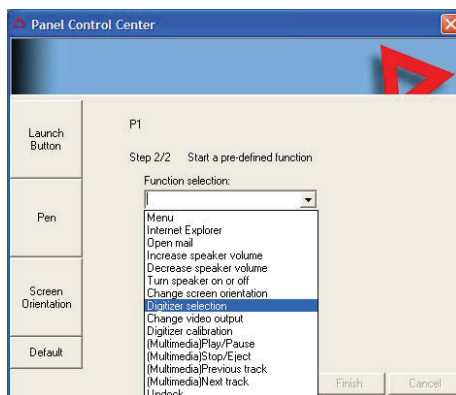 Panel Control Center
Launch
Button
Pen
Screen
Orientation
Default
P1
Step 2/2 Start a pre-defined function
Function selection:
Menu
Internet Explorer
Open mail
Increase speaker volume
Decrease speaker volume
Turn speaker on or off
Change screen orientation
Digitizer selection
Change video output
Digitizer calibration
(Multimedia)Play/Pause
(Multimedia)Stop/Eject
(Multimedia)Previous track
(Multimedia)Next track
Undock
Finish Cancel